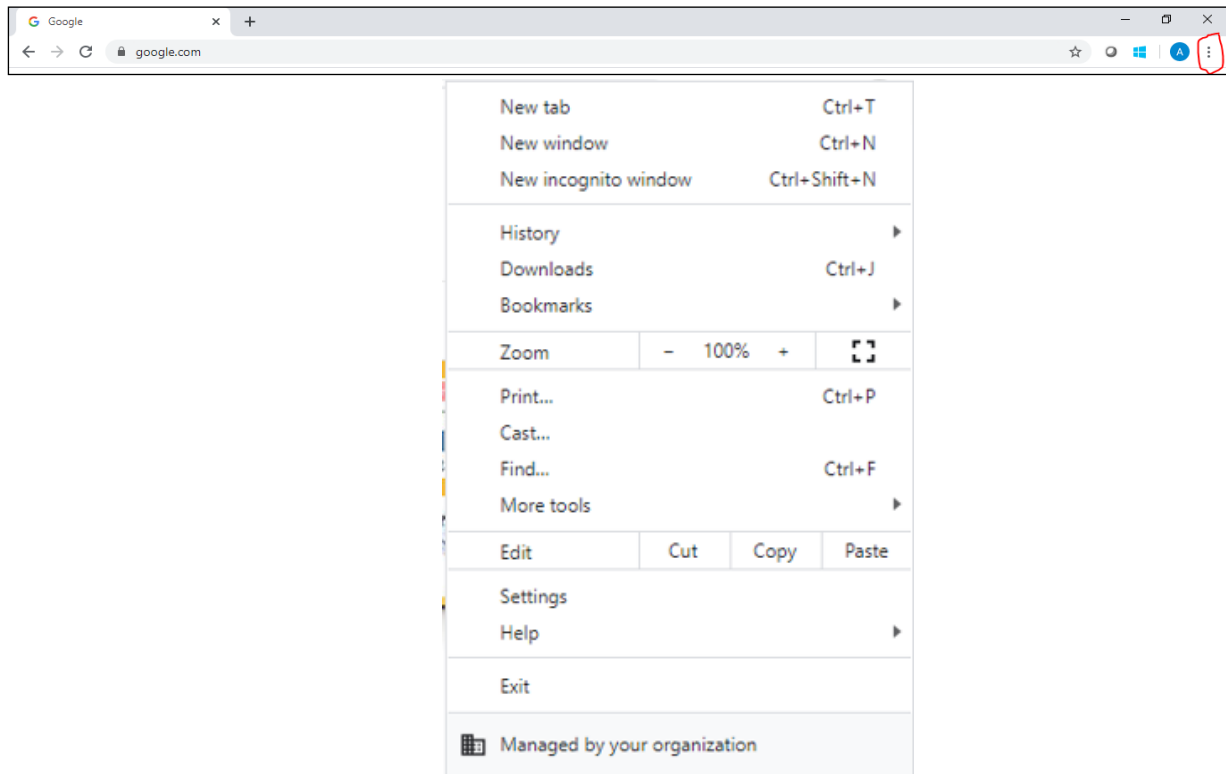 Google
google.com
A
New tab Ctrl+T
New window Ctrl+N
New incognito window Ctrl+Shift+N
History
Downloads Ctrl+J
Bookmarks
Zoom - 100% +
Print... Ctrl+P
Cast...
Find... Ctrl+F
More tools
Edit Cut Copy Paste
Settings
Help
Exit
Managed by your organization